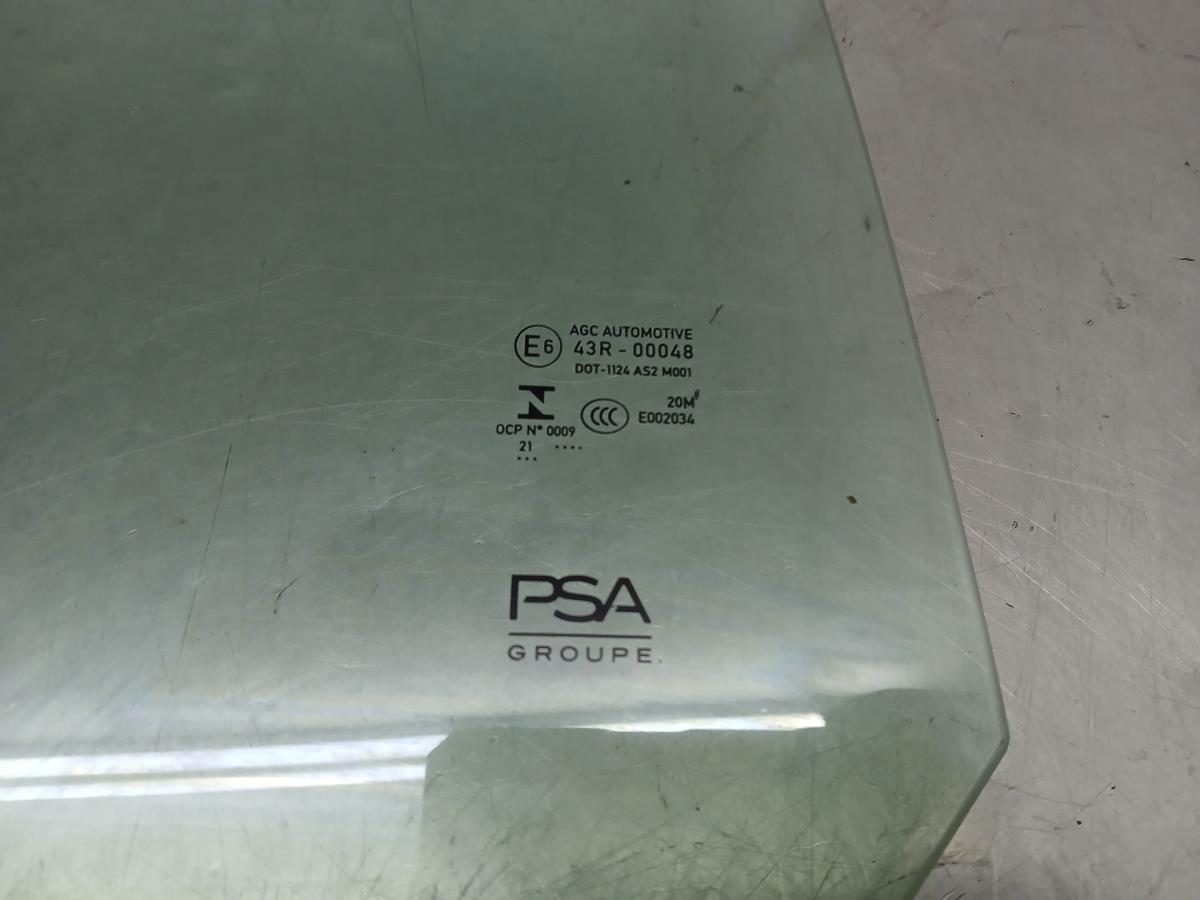 E6
AGC AUTOMOTIVE
43R - 00048
DOT-1124 AS2 M001
CCC
20M
E002034
OCP N° 0009
21 ....
...
PSA
GROUPE